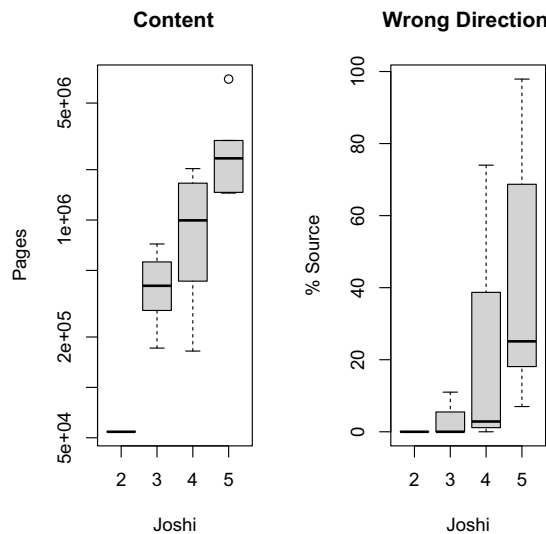 Content
Pages
5e+06
1e+06
2e+05
5e+04
2 3 4 5
Joshi
Wrong Direction
% Source
100
80
60
40
20
0
2 3 4 5
Joshi